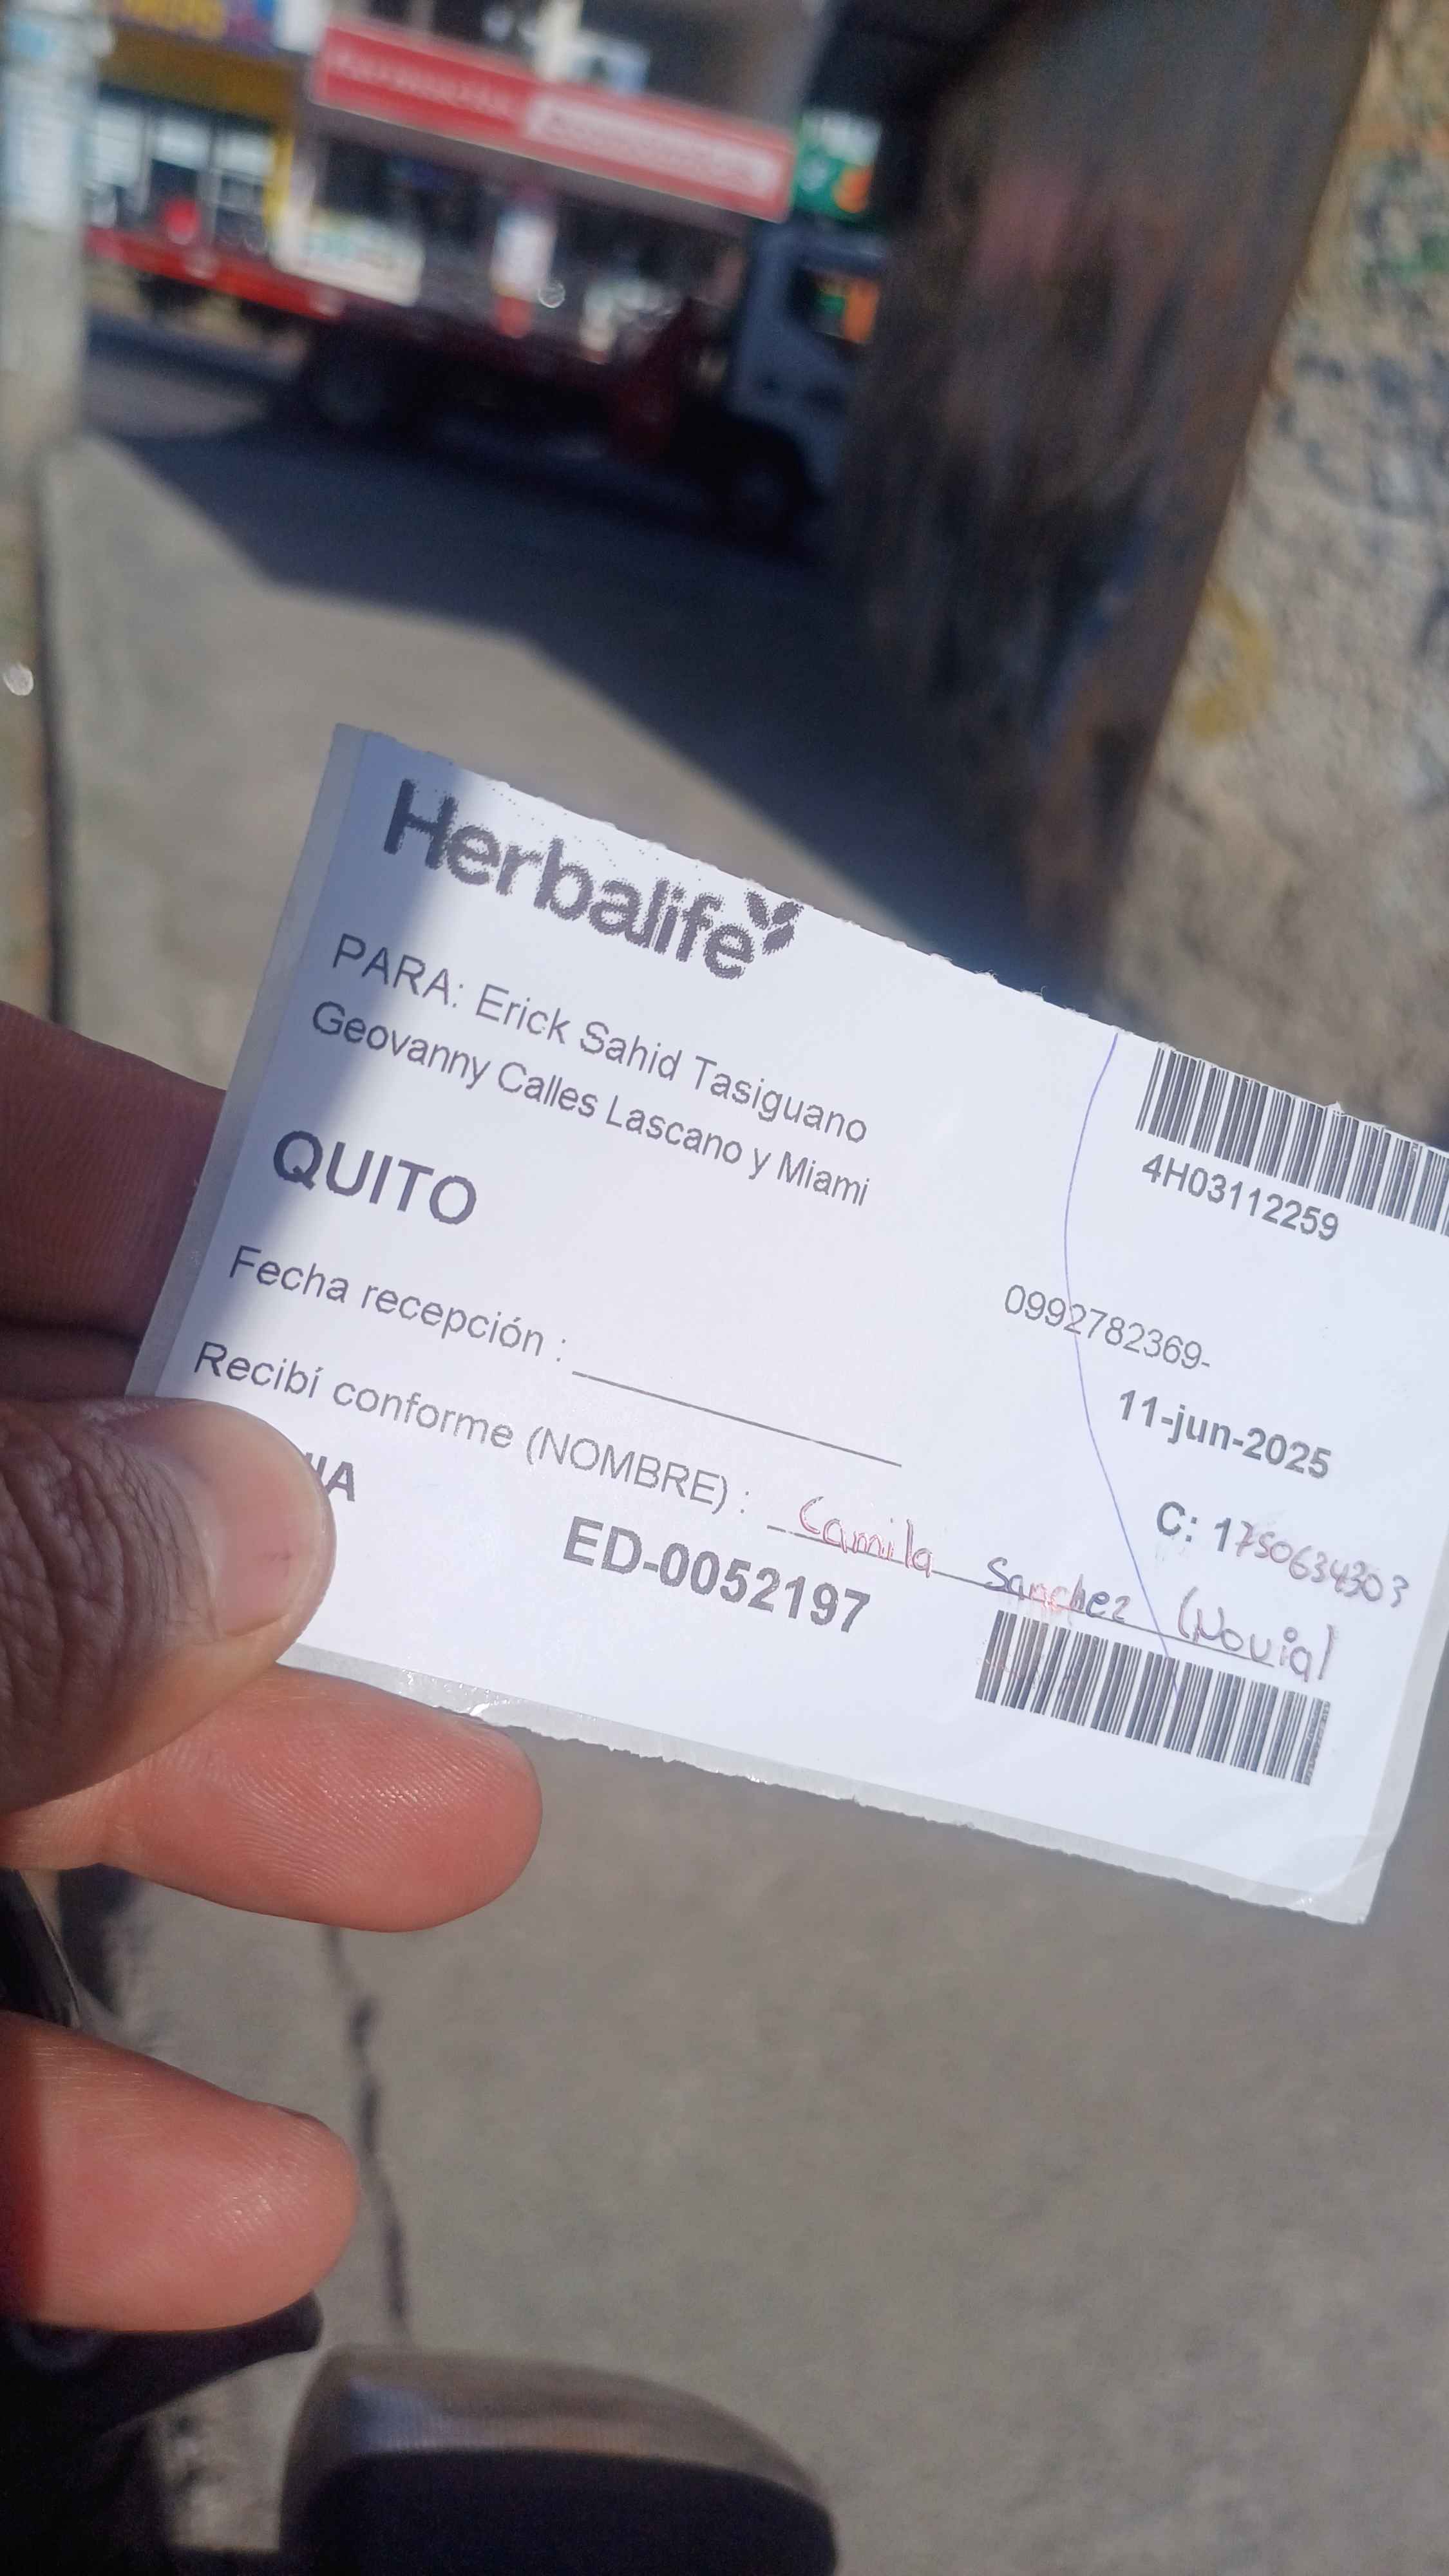 Herbalife
PARA: Erick Sahid Tasiguano
Geovanny Calles Lascano y Miami
QUITO
4H03112259
0992782369-
11-jun-2025
Fecha recepción :
C: 1750634303
Recibí conforme (NOMBRE) : Camila Sanchez (Novia)
IA
ED-0052197